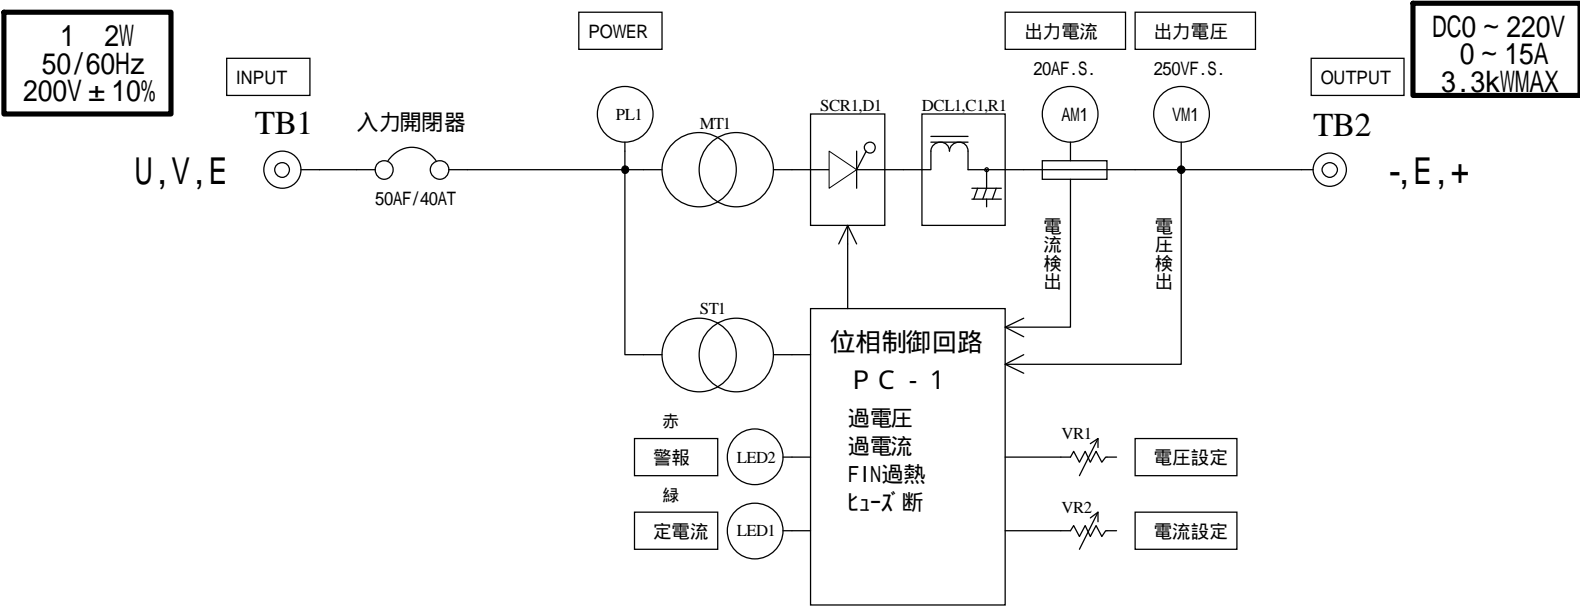 1 2W
50/60Hz
200V±10%
INPUT
TB1
U,V,E
入力開閉器
50AF/40AT
POWER
PL1
MT1
SCR1,D1
DCL1,C1,R1
出力電流
20AF.S.
AM1
出力電圧
250VF.S.
VM1
OUTPUT
TB2
-,E,+
DC0~220V
0~15A
3.3kWMAX
電流検出
電圧検出
ST1
位相制御回路
PC-1
過電圧
過電流
FIN過熱
ヒューズ断
赤
警報
LED2
緑
定電流
LED1
VR1
電圧設定
VR2
電流設定